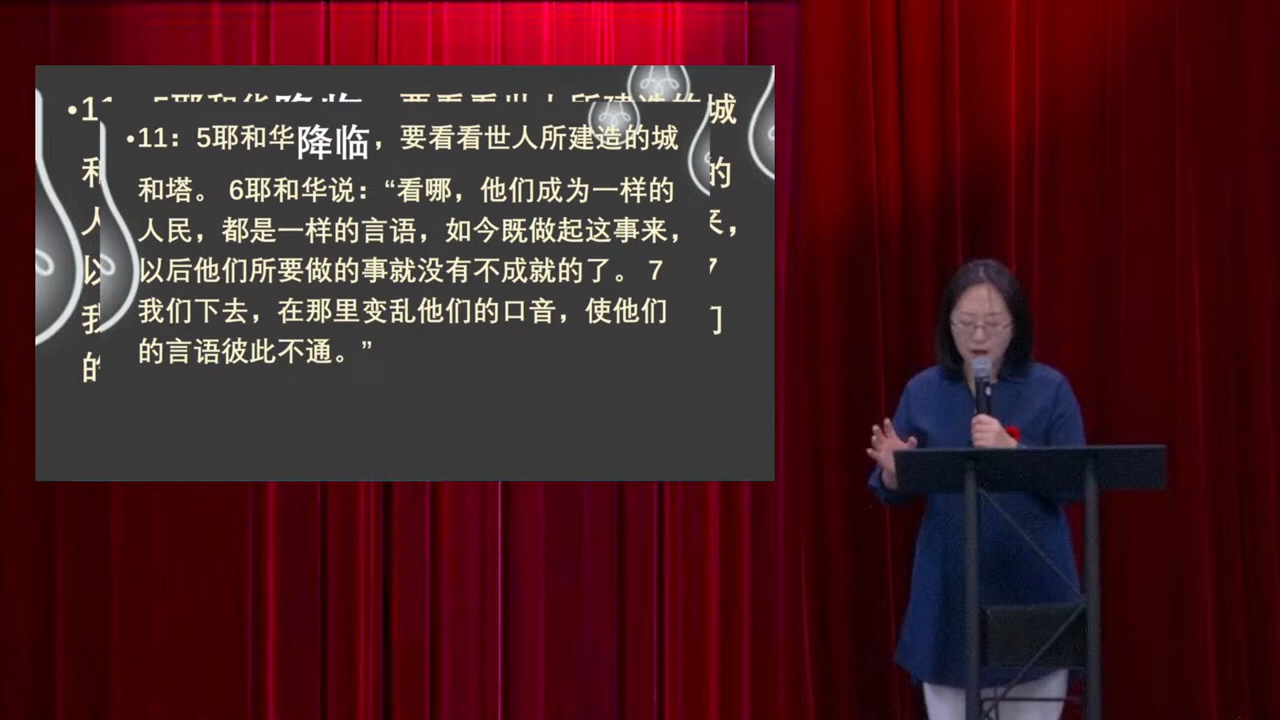 •11：5耶和华降临，要看看世人所建造的城
和塔。 6耶和华说：“看哪，他们成为一样的
人民，都是一样的言语，如今既做起这事来，
以后他们所要做的事就没有不成就的了。 7
我们下去，在那里变乱他们的口音，使他们
的言语彼此不通。”